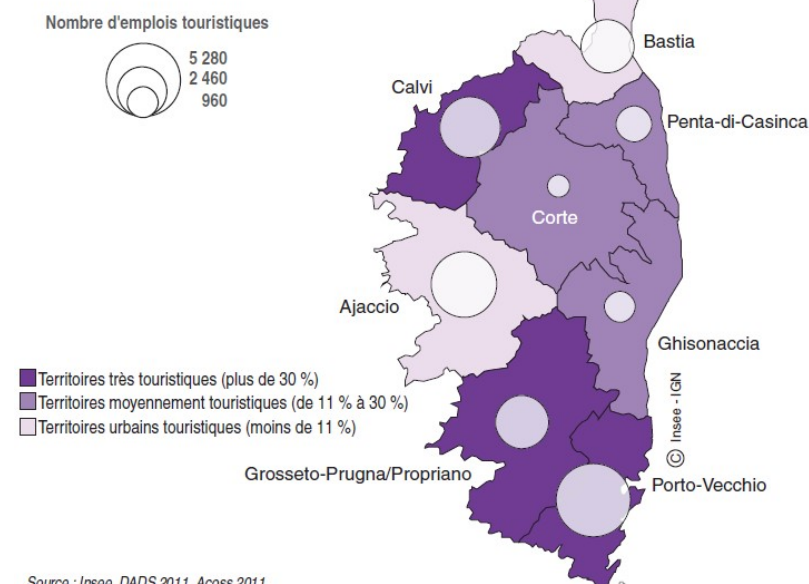 Nombre d'emplois touristiques
5 280
2 460
960
Bastia
Calvi
Penta-di-Casinca
Corte
Ajaccio
Ghisonaccia
Territoires très touristiques (plus de 30 %)
Territoires moyennement touristiques (de 11 % à 30 %)
Territoires urbains touristiques (moins de 11 %)
© Insee - IGN
Grosseto-Prugna/Propriano
Porto-Vecchio
Source : Insee, DADS 2011, Acoss 2011